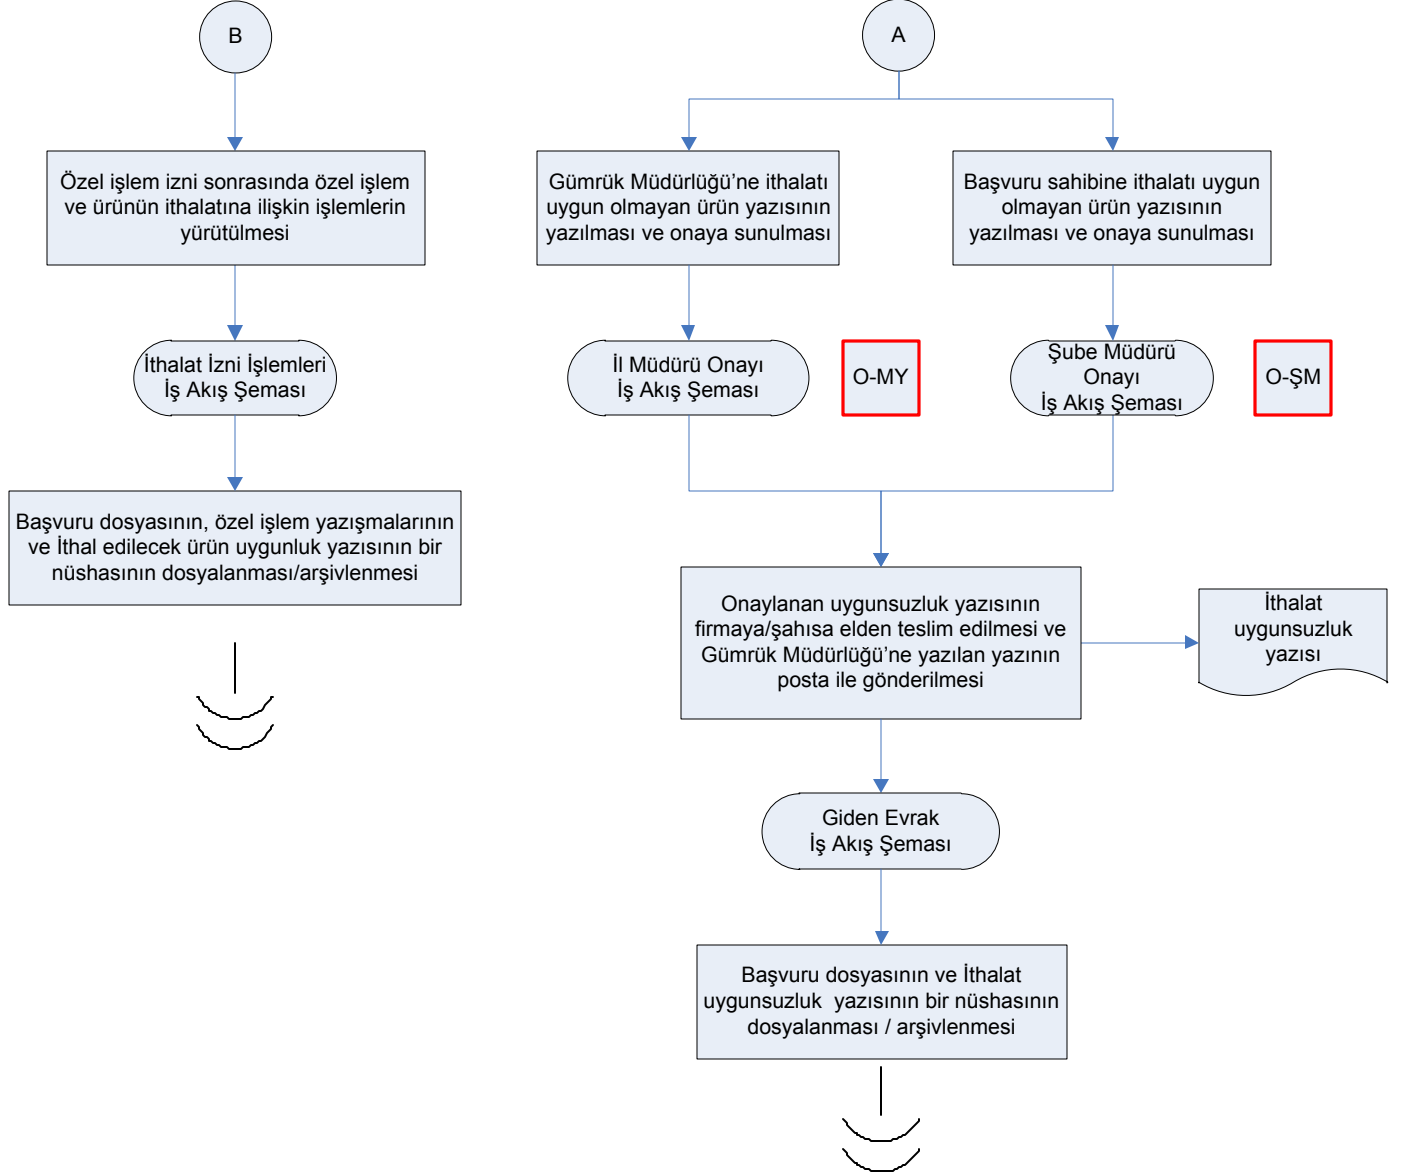 B
Özel işlem izni sonrasında özel işlem
ve ürünün ithalatına ilişkin işlemlerin
yürütülmesi
İthalat İzni İşlemleri
İş Akış Şeması
Başvuru dosyasının, özel işlem yazışmalarının
ve İthal edilecek ürün uygunluk yazısının bir
nüshasının dosyalanması/arşivlenmesi
A
Gümrük Müdürlüğü’ne ithalatı
uygun olmayan ürün yazısının
yazılması ve onaya sunulması
Başvuru sahibine ithalatı uygun
olmayan ürün yazısının
yazılması ve onaya sunulması
İl Müdürü Onayı
İş Akış Şeması
O-MY
Şube Müdürü
Onayı
İş Akış Şeması
O-ŞM
Onaylanan uygunsuzluk yazısının
firmaya/şahısa elden teslim edilmesi ve
Gümrük Müdürlüğü’ne yazılan yazının
posta ile gönderilmesi
İthalat
uygunsuzluk
yazısı
Giden Evrak
İş Akış Şeması
Başvuru dosyasının ve İthalat
uygunsuzluk  yazısının bir nüshasının
dosyalanması / arşivlenmesi